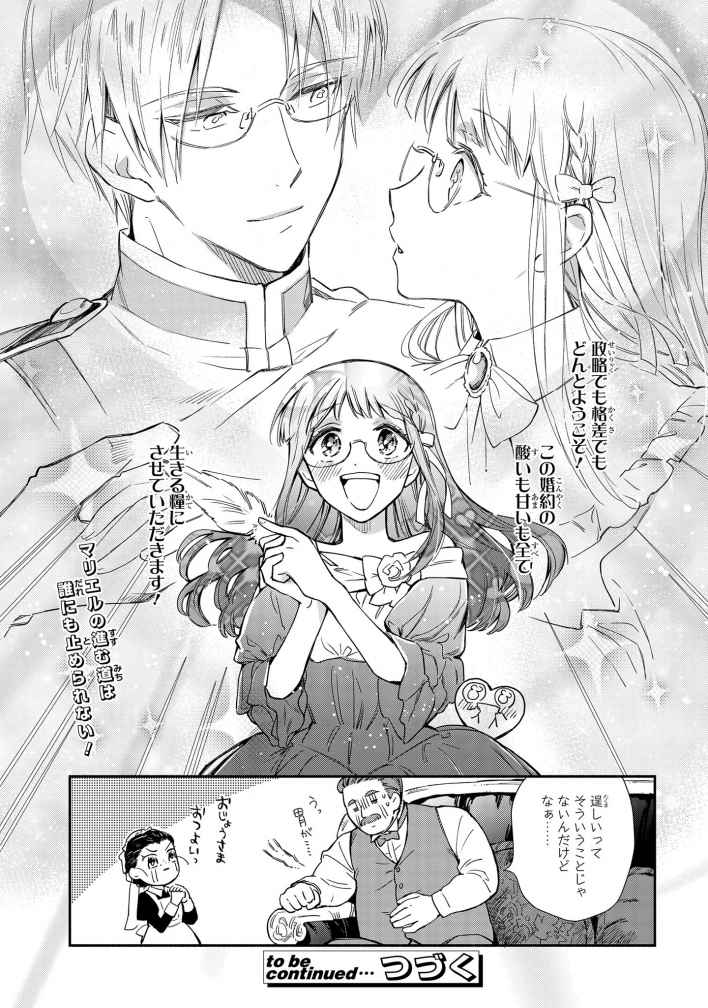 政略でも格差でも
どんとようこそ！
この婚約の
酸いも甘いも全て
生きる糧に
させていただきます！
マリエルの進む道は
誰にも止められない！
逞しいって
そういうことじゃ
ないんだけど
なぁ……
うっ
胃が…
おじょうさま
おつよいっ
to be
continued…
つづく